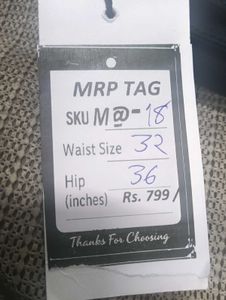 MRP TAG
SKU M@-18
Waist Size 32
Hip 36
(inches) Rs. 799/
Thanks For Choosing